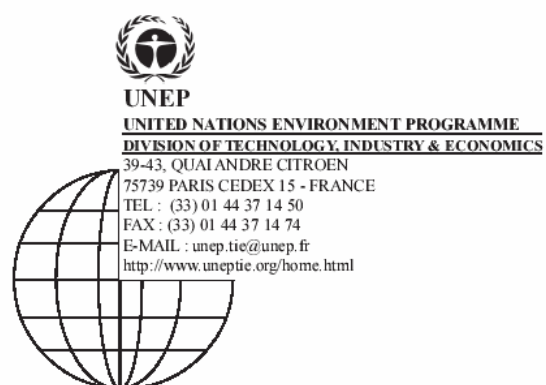 UNEP
UNITED NATIONS ENVIRONMENT PROGRAMME
DIVISION OF TECHNOLOGY, INDUSTRY & ECONOMICS
39-43, QUAI ANDRE CITROEN
75739 PARIS CEDEX 15 - FRANCE
TEL : (33) 01 44 37 14 50
FAX : (33) 01 44 37 14 74
E-MAIL : unep.tie@unep.fr
http://www.uneptie.org/home.html